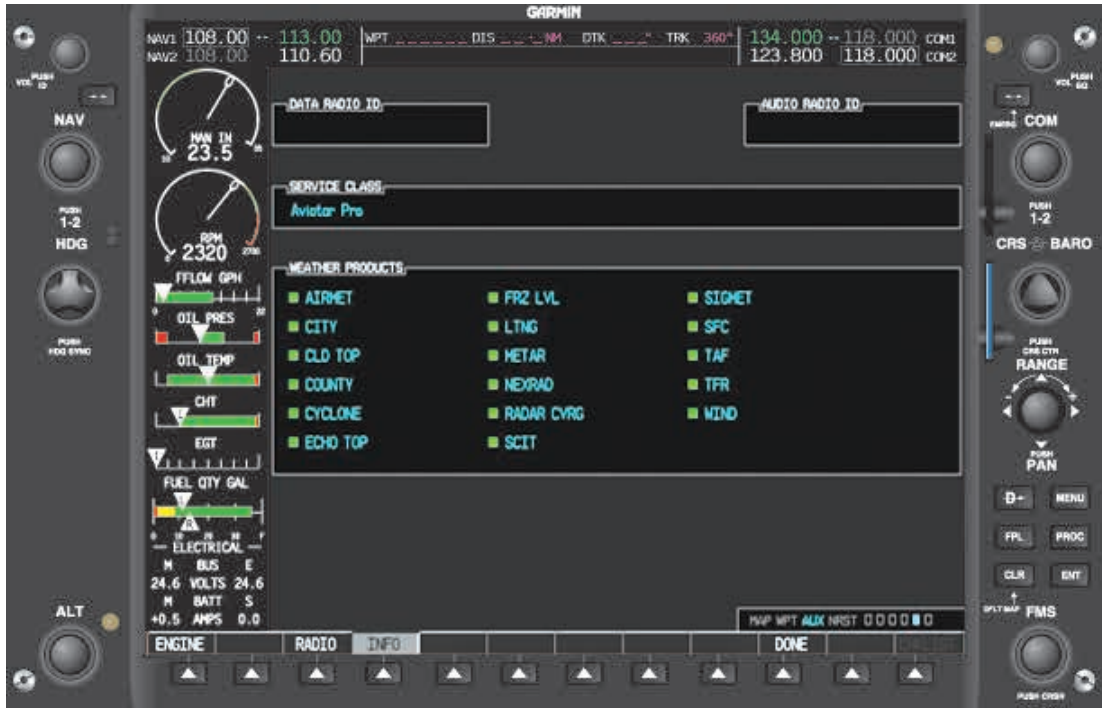 GARMIN
NAV1 108.00 -- 113.00 WPT _ _ _ _ _ _ DIS _ _ . _ NM DTK _ _ _° TRK 360° 134.000 -- 118.000 COM1
NAV2 108.00 110.60 123.800 118.000 COM2
VOL PUSH ID
VOL PUSH SQ
EMERG
NAV
COM
PUSH
1-2
PUSH
1-2
HDG
CRS BARO
PUSH
HDG SYNC
PUSH
CRS CTR
RANGE
PUSH
PAN
D MENU
FPL PROC
CLR ENT
DFLT MAP
FMS
PUSH CRSR
ALT
MAN IN
23.5
RPM
2320
FFLOW GPH
OIL PRES
OIL TEMP
CHT
EGT
FUEL QTY GAL
0 10 20 30 F
L
R
ELECTRICAL
M BUS E
24.6 VOLTS 24.6
M BATT S
+0.5 AMPS 0.0
DATA RADIO ID
AUDIO RADIO ID
SERVICE CLASS
Aviator Pro
WEATHER PRODUCTS
AIRMET FRZ LVL SIGMET
CITY LTNG SFC
CLD TOP METAR TAF
COUNTY NEXRAD TFR
CYCLONE RADAR CVRG WIND
ECHO TOP SCIT
MAP WPT AUX NRST
ENGINE RADIO INFO DONE